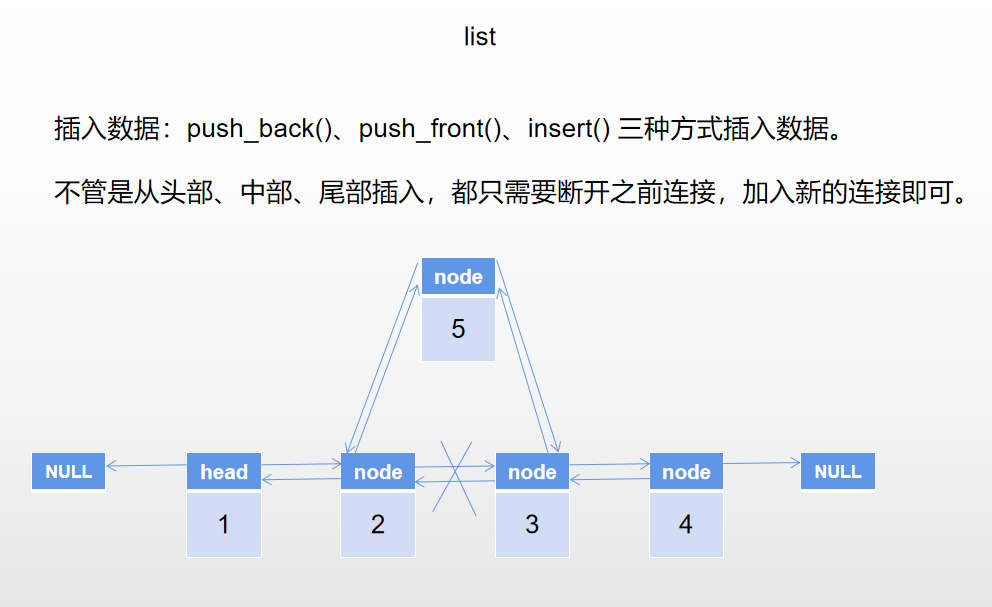 list
插入数据：push_back()、push_front()、insert() 三种方式插入数据。
不管是从头部、中部、尾部插入，都只需要断开之前连接，加入新的连接即可。
node
5
NULL head node node node NULL
1 2 3 4